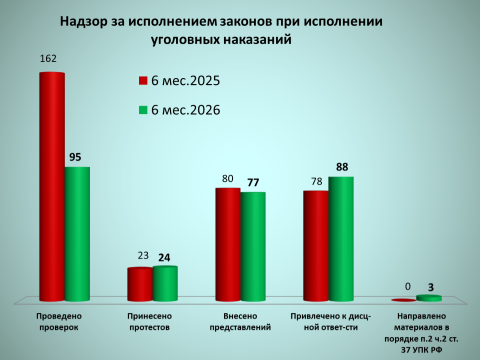 Надзор за исполнением законов при исполнении
уголовных наказаний
6 мес.2025
6 мес.2026
162
95
23
24
80
77
78
88
0
3
Проведено
проверок
Принесено
протестов
Внесено
представлений
Привлечено к дисц-
ной ответ-сти
Направлено
материалов в
порядке п.2 ч.2 ст.
37 УПК РФ